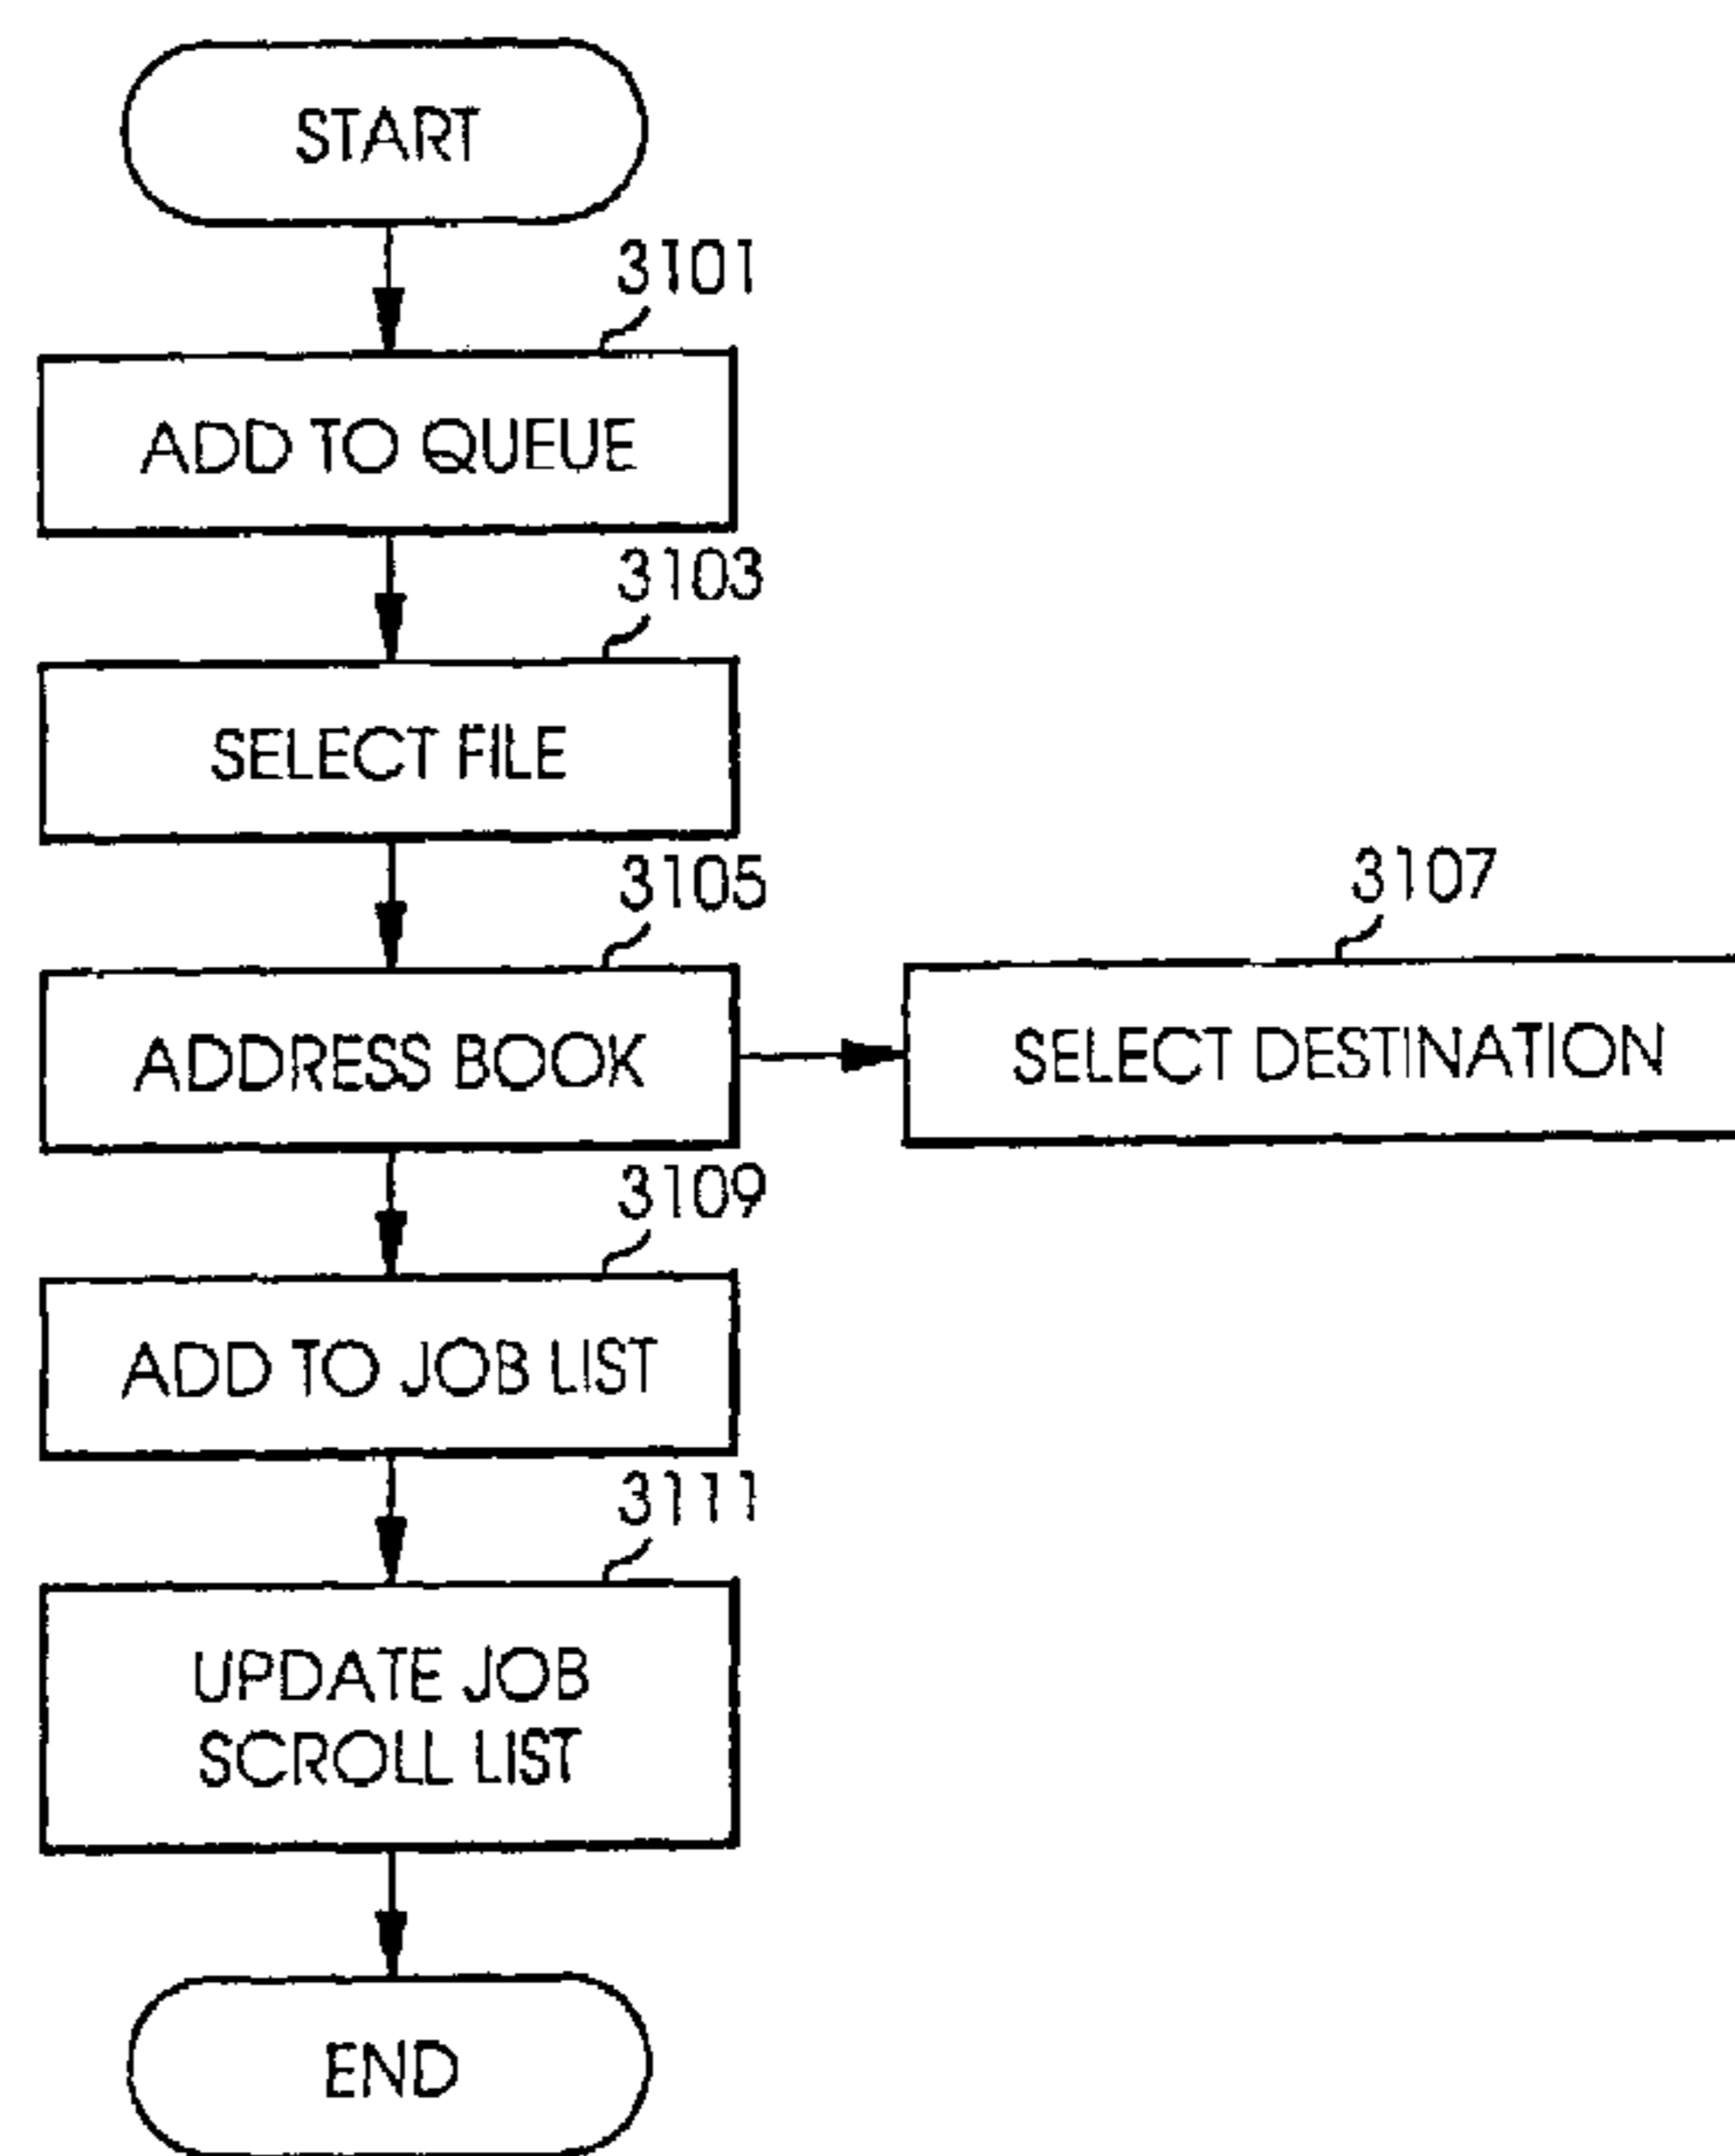 START
3101
ADD TO QUEUE
3103
SELECT FILE
3105
ADDRESS BOOK
3107
SELECT DESTINATION
3109
ADD TO JOB LIST
3111
UPDATE JOB
SCROLL LIST
END